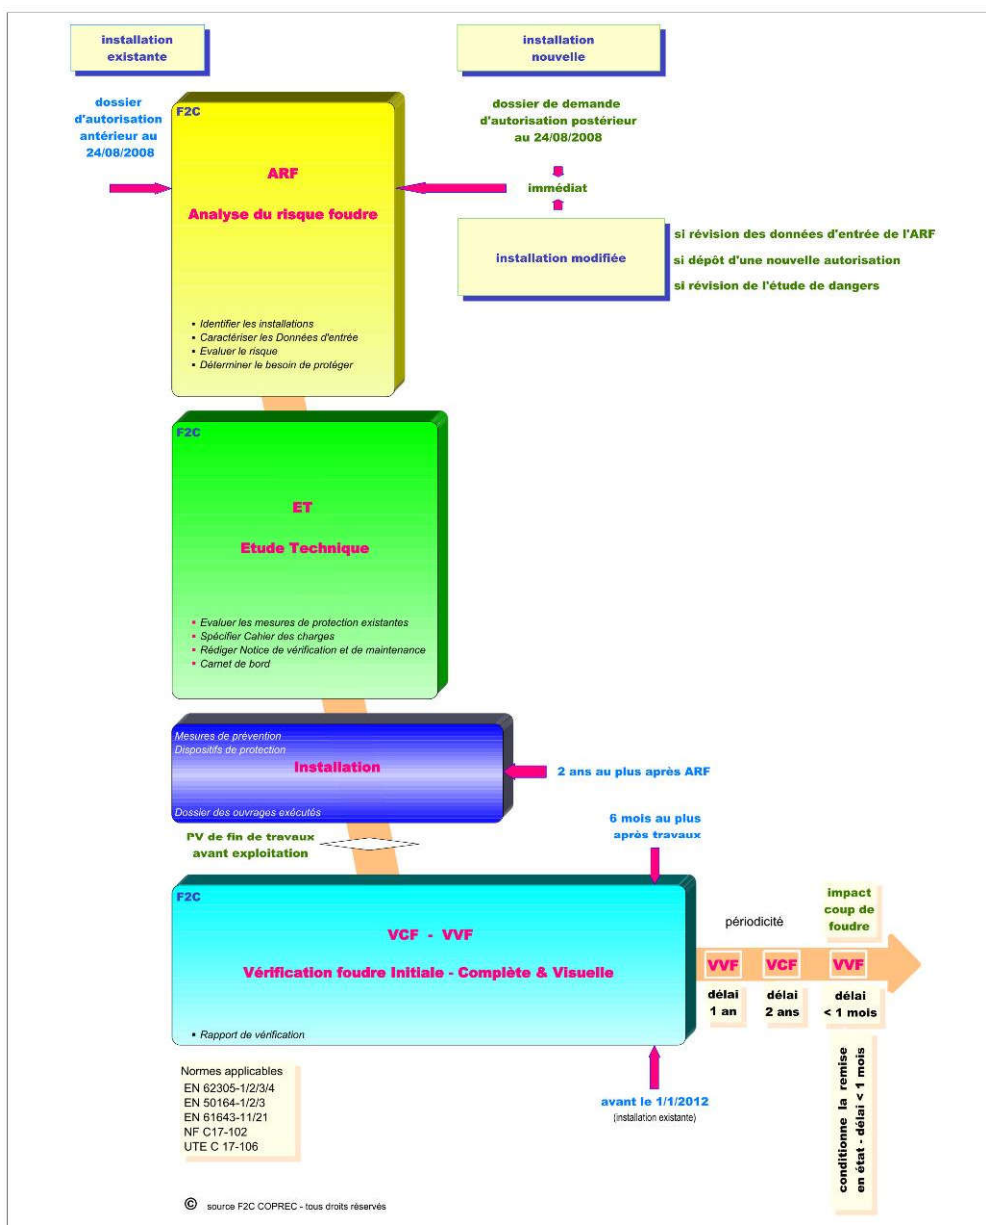 installation
existante
installation
nouvelle
dossier
d'autorisation
antérieur au
24/08/2008
F2C
ARF
Analyse du risque foudre
• Identifier les installations
• Caractériser les Données d'entrée
• Evaluer le risque
• Déterminer le besoin de protéger
dossier de demande
d'autorisation postérieur
au 24/08/2008
immédiat
installation modifiée
si révision des données d'entrée de l'ARF
si dépôt d'une nouvelle autorisation
si révision de l'étude de dangers
F2C
ET
Etude Technique
• Evaluer les mesures de protection existantes
• Spécifier Cahier des charges
• Rédiger Notice de vérification et de maintenance
• Carnet de bord
Mesures de prévention
Dispositifs de protection
Installation
Dossier des ouvrages exécutés
2 ans au plus après ARF
PV de fin de travaux
avant exploitation
6 mois au plus
après travaux
F2C
VCF - VVF
Vérification foudre Initiale - Complète & Visuelle
• Rapport de vérification
périodicité
impact
coup de
foudre
VVF
VCF
VVF
délai
1 an
délai
2 ans
délai
< 1 mois
conditionne la remise
en état - délai < 1 mois
avant le 1/1/2012
(installation existante)
Normes applicables
EN 62305-1/2/3/4
EN 50164-1/2/3
EN 61643-11/21
NF C17-102
UTE C 17-106
© source F2C COPREC - tous droits réservés